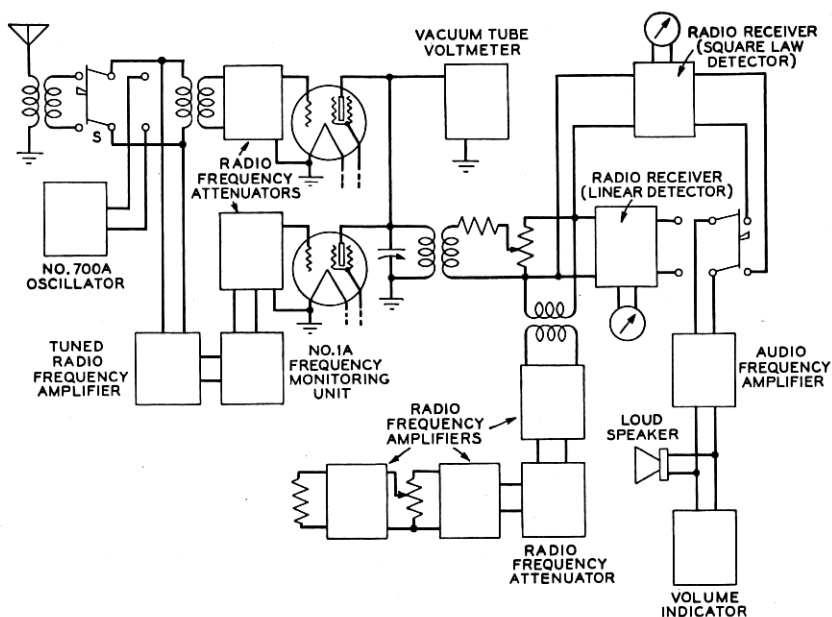 VACUUM TUBE
VOLTMETER
RADIO RECEIVER
(SQUARE LAW
DETECTOR)
S
RADIO
FREQUENCY
ATTENUATORS
RADIO RECEIVER
(LINEAR DETECTOR)
NO. 700A
OSCILLATOR
TUNED
RADIO
FREQUENCY
AMPLIFIER
NO. 1A
FREQUENCY
MONITORING
UNIT
AUDIO
FREQUENCY
AMPLIFIER
RADIO
FREQUENCY
AMPLIFIERS
LOUD
SPEAKER
RADIO
FREQUENCY
ATTENUATOR
VOLUME
INDICATOR